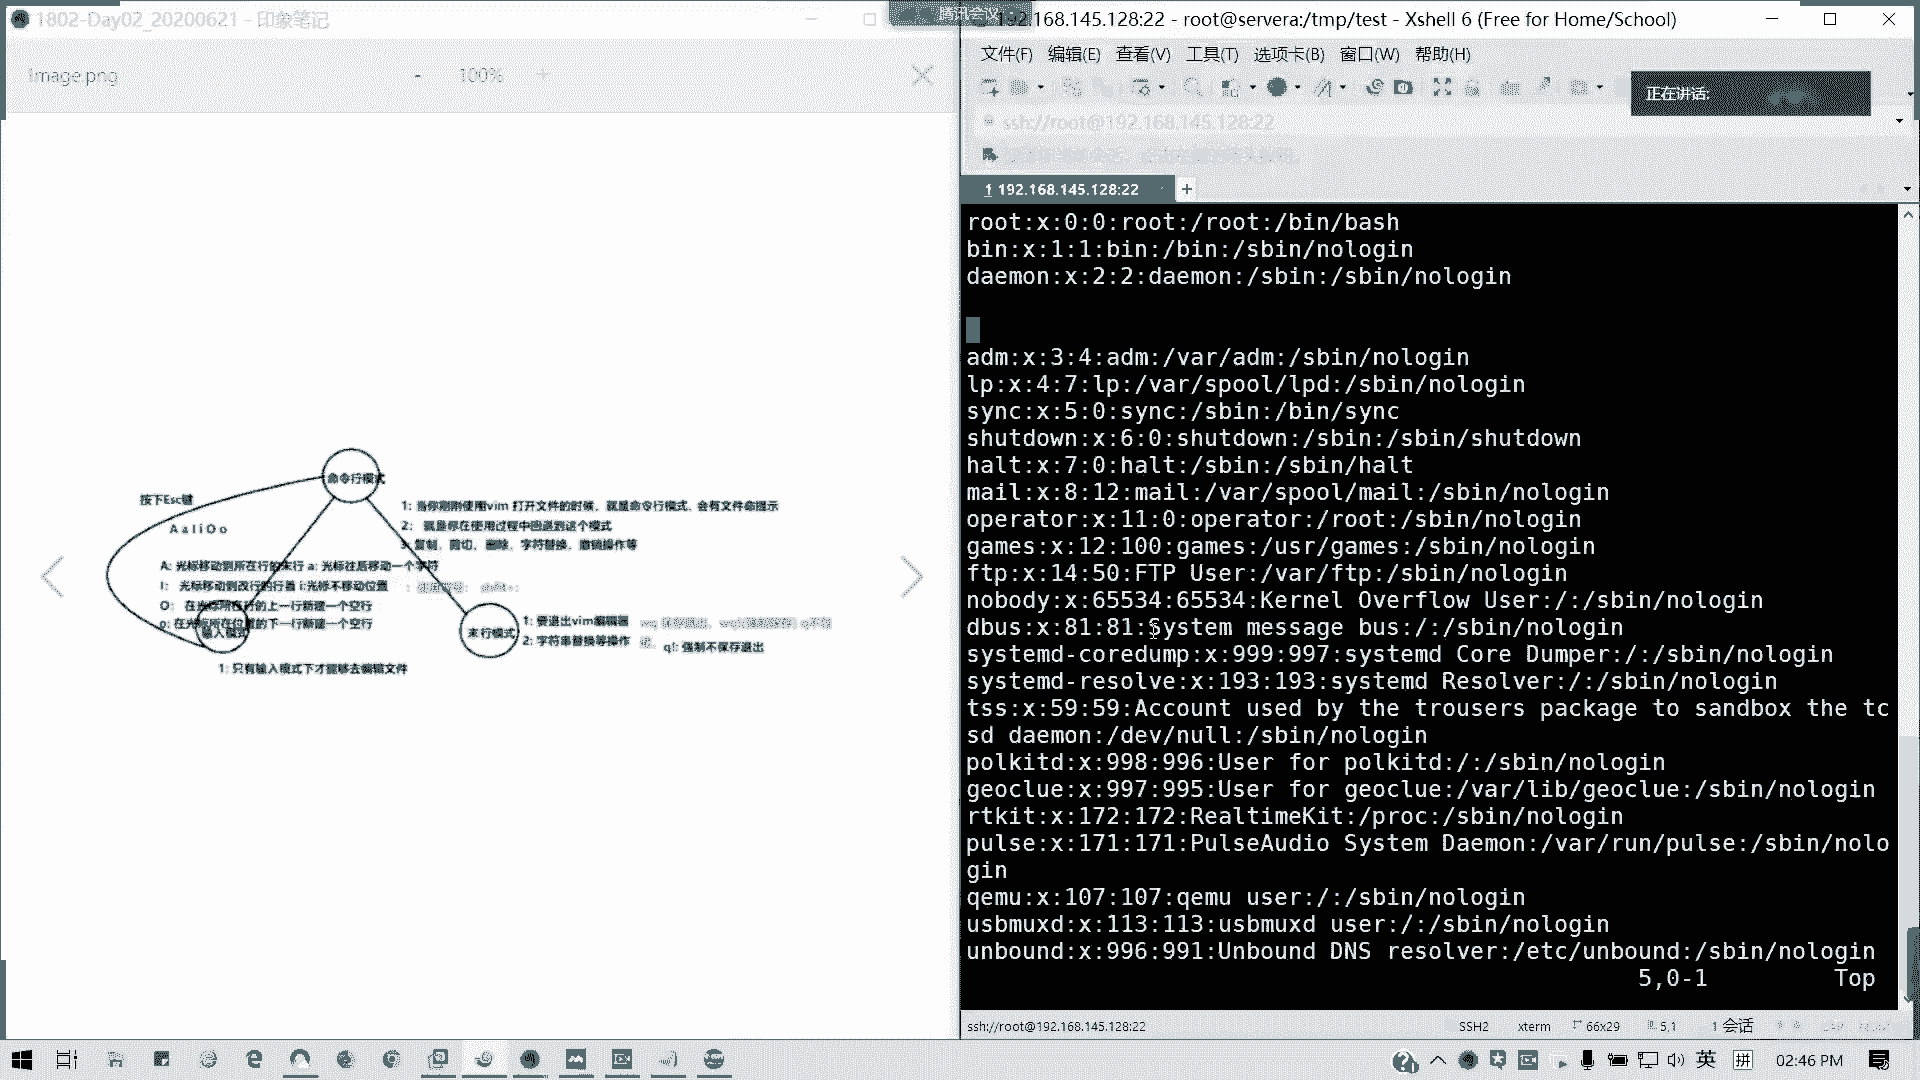 1802-Day02_20200621 - 印象笔记
Image.png
- 100% +
命令行模式
按下Esc键
A a I i O o
1: 当你刚刚使用vim 打开文件的时候，就是命令行模式，会有文件命提示
2: 就是你在使用过程中回退到这个模式
3: 复制，剪切，删除，字符替换，撤销操作等
A: 光标移动到所在行的末行 a: 光标往后移动一个字符
I: 光标移动到改行的行首 i:光标不移动位置
O: 在光标所在行的上一行新建一个空行
o: 在光标所在位置的下一行新建一个空行
输入模式
1: 只有输入模式下才能够去编辑文件
末行模式
1: 要退出vim编辑器
2: 字符串替换等操作
q!: 强制不保存退出
腾讯会议
192.168.145.128:22 - root@servera:/tmp/test - Xshell 6 (Free for Home/School)
文件(F) 编辑(E) 查看(V) 工具(T) 选项卡(B) 窗口(W) 帮助(H)
正在讲话:
ssh://root@192.168.145.128:22
1 192.168.145.128:22 +
root:x:0:0:root:/root:/bin/bash
bin:x:1:1:bin:/bin:/sbin/nologin
daemon:x:2:2:daemon:/sbin:/sbin/nologin
adm:x:3:4:adm:/var/adm:/sbin/nologin
lp:x:4:7:lp:/var/spool/lpd:/sbin/nologin
sync:x:5:0:sync:/sbin:/bin/sync
shutdown:x:6:0:shutdown:/sbin:/sbin/shutdown
halt:x:7:0:halt:/sbin:/sbin/halt
mail:x:8:12:mail:/var/spool/mail:/sbin/nologin
operator:x:11:0:operator:/root:/sbin/nologin
games:x:12:100:games:/usr/games:/sbin/nologin
ftp:x:14:50:FTP User:/var/ftp:/sbin/nologin
nobody:x:65534:65534:Kernel Overflow User:/:/sbin/nologin
dbus:x:81:81:System message bus:/:/sbin/nologin
systemd-coredump:x:999:997:systemd Core Dumper:/:/sbin/nologin
systemd-resolve:x:193:193:systemd Resolver:/:/sbin/nologin
tss:x:59:59:Account used by the trousers package to sandbox the tc
sd daemon:/dev/null:/sbin/nologin
polkitd:x:998:996:User for polkitd:/:/sbin/nologin
geoclue:x:997:995:User for geoclue:/var/lib/geoclue:/sbin/nologin
rtkit:x:172:172:RealtimeKit:/proc:/sbin/nologin
pulse:x:171:171:PulseAudio System Daemon:/var/run/pulse:/sbin/nolo
gin
qemu:x:107:107:qemu user:/:/sbin/nologin
usbmuxd:x:113:113:usbmuxd user:/:/sbin/nologin
unbound:x:996:991:Unbound DNS resolver:/etc/unbound:/sbin/nologin
5,0-1 Top
ssh://root@192.168.145.128:22 SSH2 xterm 66x29 5,1 1 会话
英 拼 02:46 PM